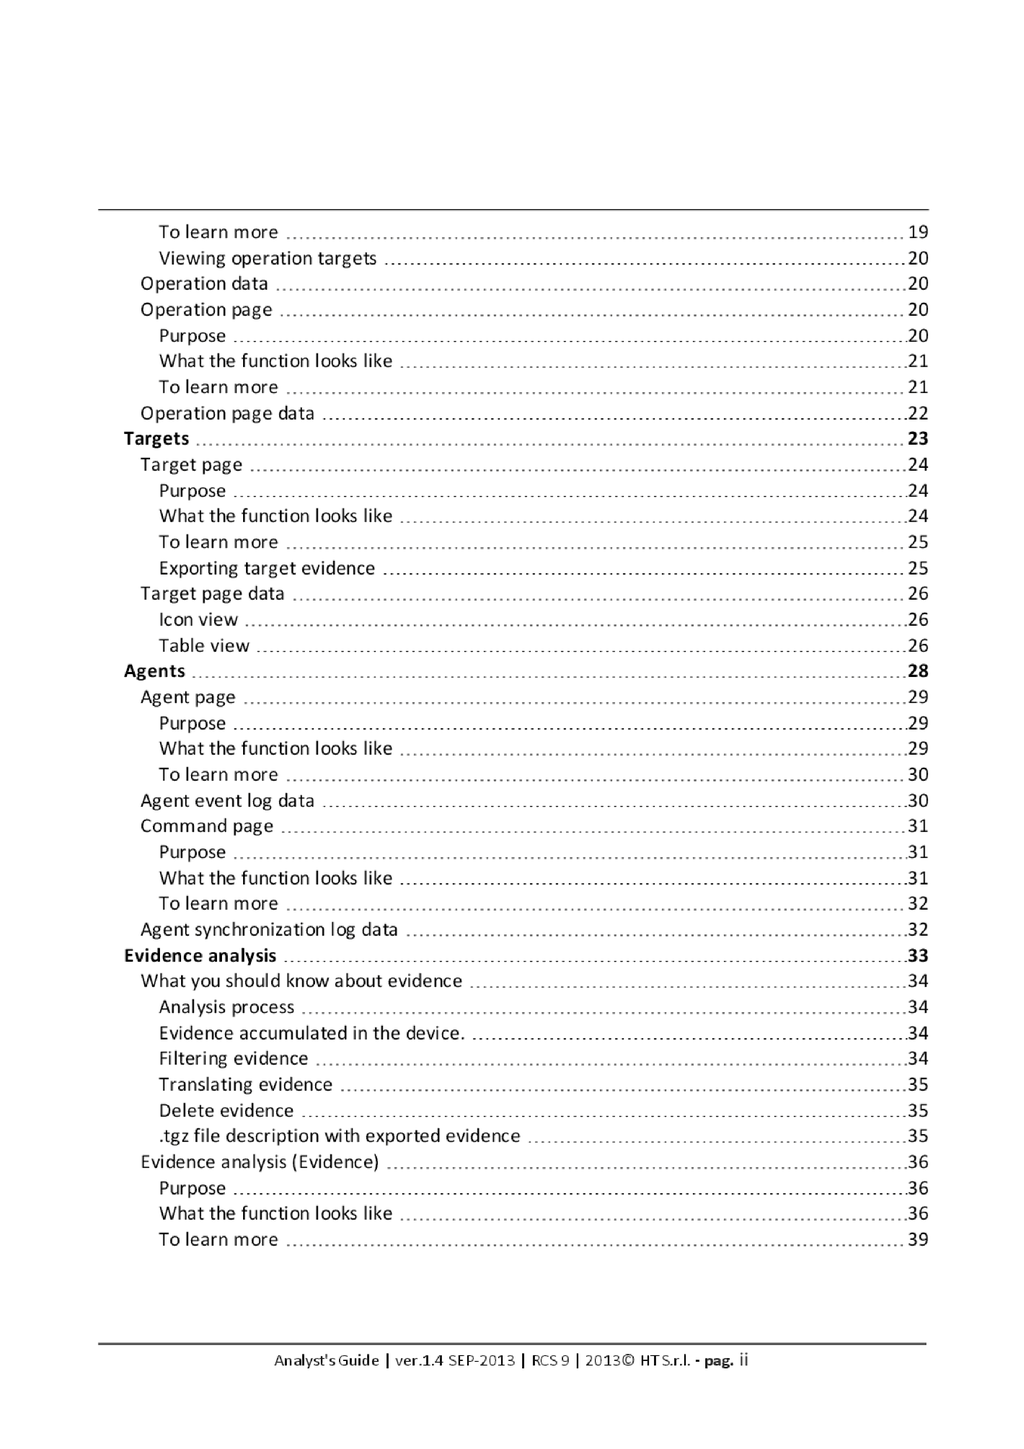 To learn more 19
Viewing operation targets 20
Operation data 20
Operation page 20
Purpose 20
What the function looks like 21
To learn more 21
Operation page data 22
Targets 23
Target page 24
Purpose 24
What the function looks like 24
To learn more 25
Exporting target evidence 25
Target page data 26
Icon view 26
Table view 26
Agents 28
Agent page 29
Purpose 29
What the function looks like 29
To learn more 30
Agent event log data 30
Command page 31
Purpose 31
What the function looks like 31
To learn more 32
Agent synchronization log data 32
Evidence analysis 33
What you should know about evidence 34
Analysis process 34
Evidence accumulated in the device. 34
Filtering evidence 34
Translating evidence 35
Delete evidence 35
.tgz file description with exported evidence 35
Evidence analysis (Evidence) 36
Purpose 36
What the function looks like 36
To learn more 39
Analyst's Guide | ver.1.4 SEP-2013 | RCS 9 | 2013© HT S.r.l. - pag. ii